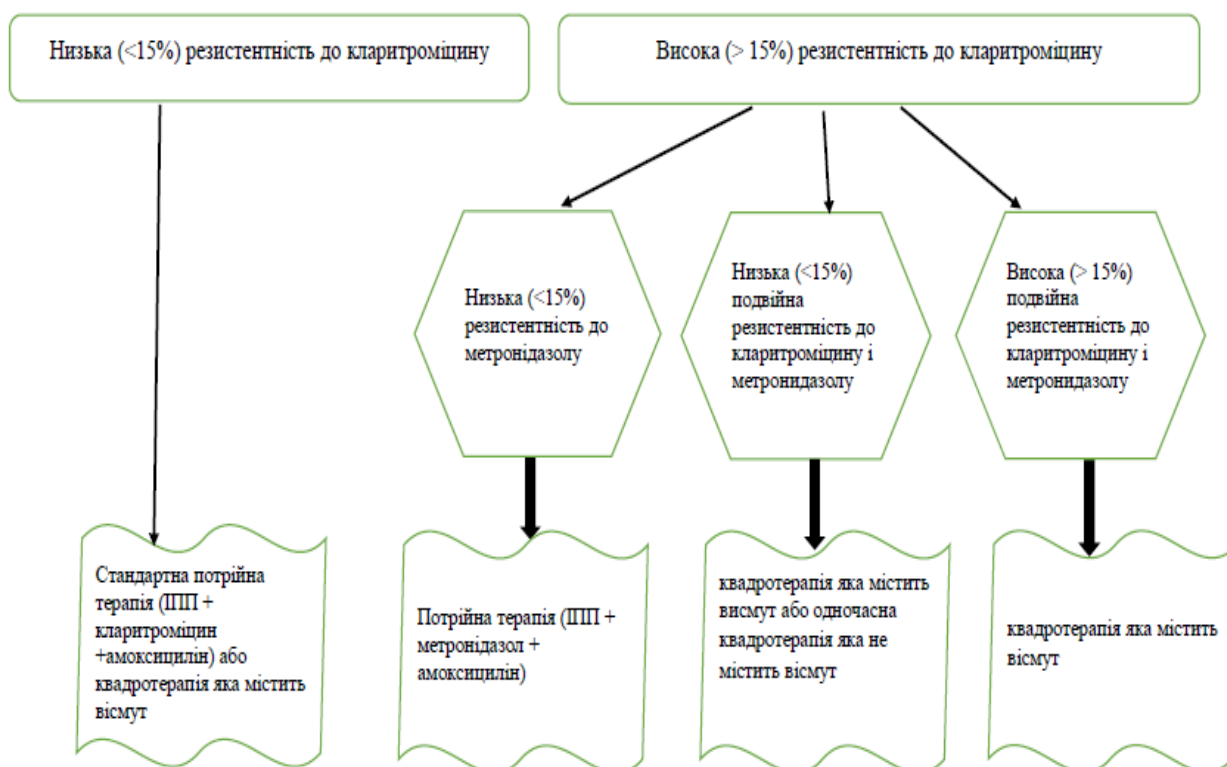 Низька (<15%) резистентність до кларитроміцину
Висока (> 15%) резистентність до кларитроміцину
Низька (<15%)
резистентність до
метронідазолу
Низька (<15%)
подвійна
резистентність до
кларитроміцину і
метронидазолу
Висока (> 15%)
подвійна
резистентність до
кларитроміцину і
метронидазолу
Стандартна потрійна
терапія (ІПП +
кларитроміцин
+амоксицилін) або
квадротерапія яка містить
вісмут
Потрійна терапія (ІПП +
метронідазол +
амоксицилін)
квадротерапія яка містить
висмут або одночасна
квадротерапія яка не
містить вісмут
квадротерапія яка містить
вісмут